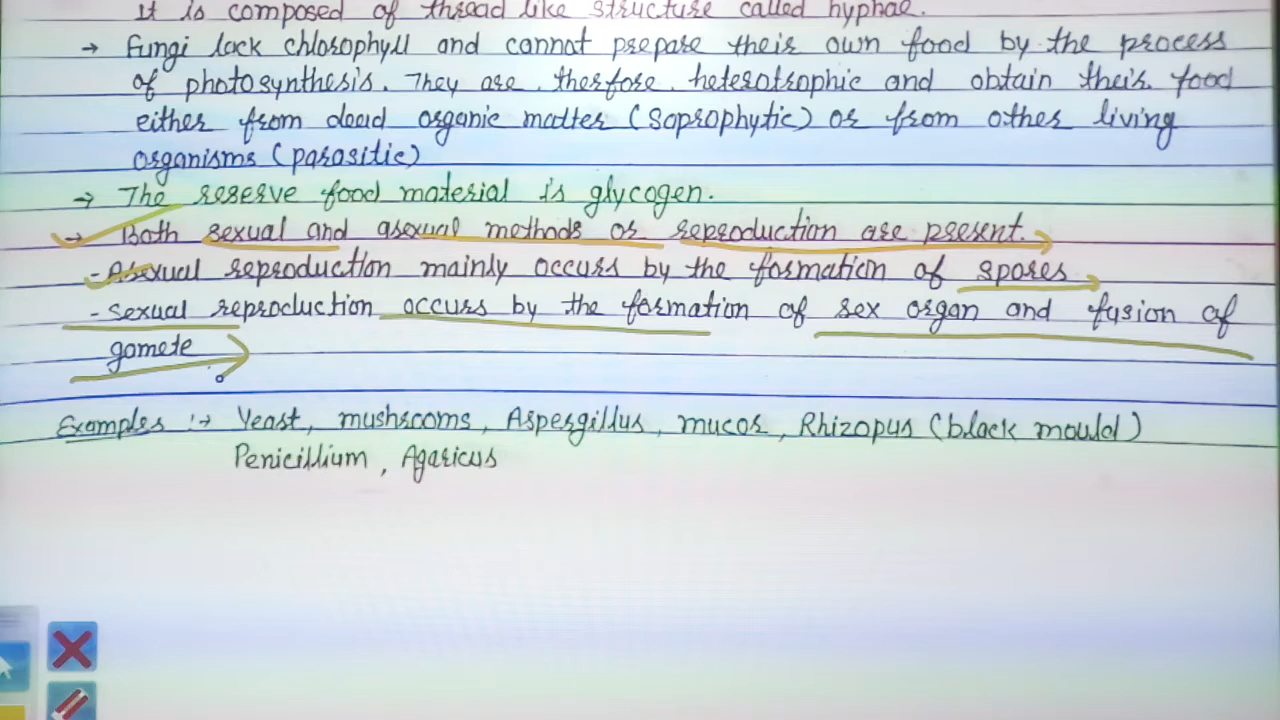 It is composed of thread like structure called hyphae.
→ Fungi lack chlorophyll and cannot prepare their own food by the process
of photosynthesis. They are, therefore, heterotrophic and obtain their food
either from dead organic matter (Saprophytic) or from other living
organisms (parasitic)
→ The reserve food material is glycogen.
→ Both sexual and asexual methods or reproduction are present.
- Asexual reproduction mainly occurs by the formation of spores
- Sexual reproduction occurs by the formation of sex organ and fusion of
gamete
Examples :→ Yeast, mushrooms, Aspergillus, mucor, Rhizopus (black mould)
Penicillium, Agaricus